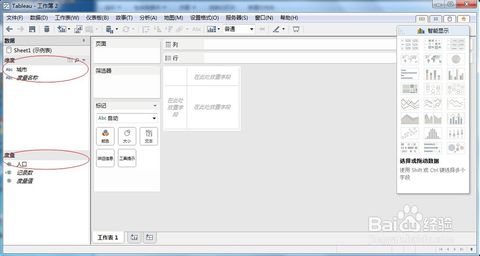 Tableau - 工作簿 2
文件(F) 数据(D) 工作表(W) 仪表板(B) 故事(T) 分析(A) 地图(M) 设置格式(O) 服务器(S) 窗口(N) 帮助(H)
普通
智能显示
数据
页面
列
Sheet1 (示例表)
行
维度
Abc 城市
Abc 度量名称
筛选器
在此处放置字段
在此处放置字段
在此处放置字段
标记
Abc 自动
颜色 大小 文本
详细信息 工具提示
度量
人口
记录数
度量值
选择或拖动数据
使用 Shift 或 Ctrl 键选择多个字段
工作表 1
Baidu 经验
jingyan.baidu.com